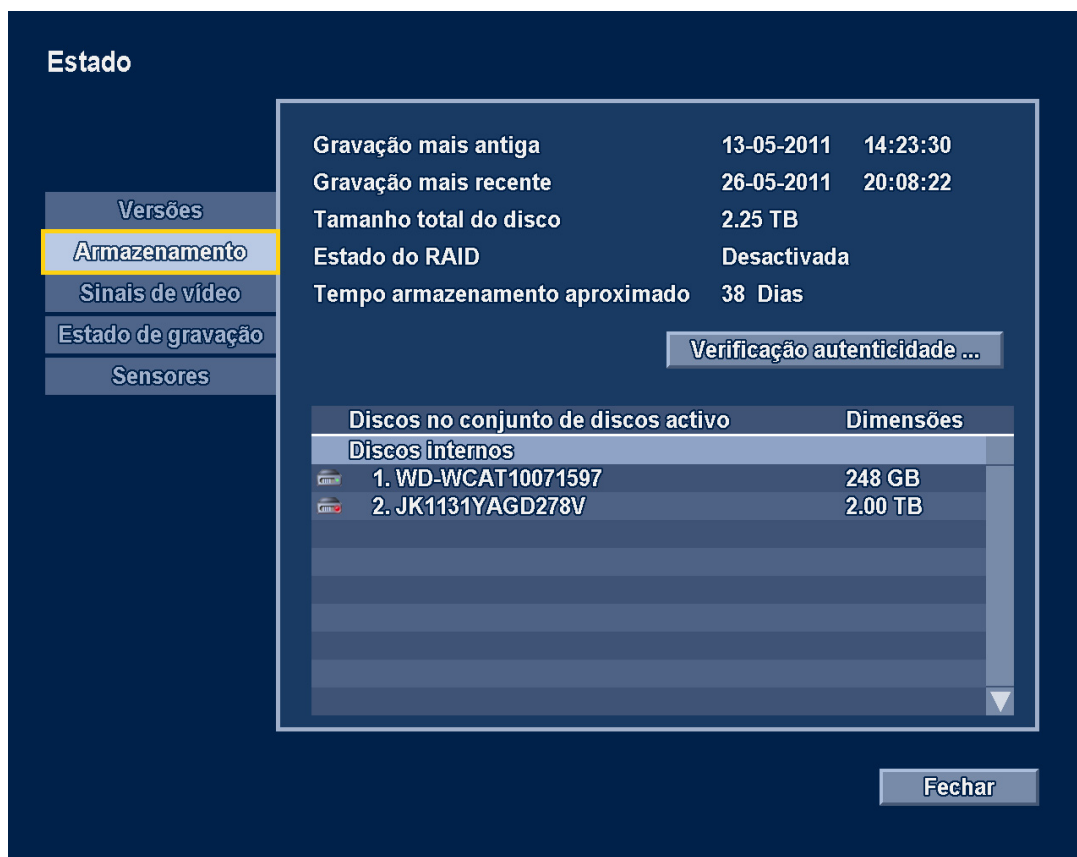 Estado
Gravação mais antiga 13-05-2011 14:23:30
Gravação mais recente 26-05-2011 20:08:22
Tamanho total do disco 2.25 TB
Estado do RAID Desactivada
Tempo armazenamento aproximado 38 Dias
Versões
Armazenamento
Sinais de vídeo
Estado de gravação
Sensores
Verificação autenticidade ...
Discos no conjunto de discos activo Dimensões
Discos internos
1. WD-WCAT10071597 248 GB
2. JK1131YAGD278V 2.00 TB
Fechar